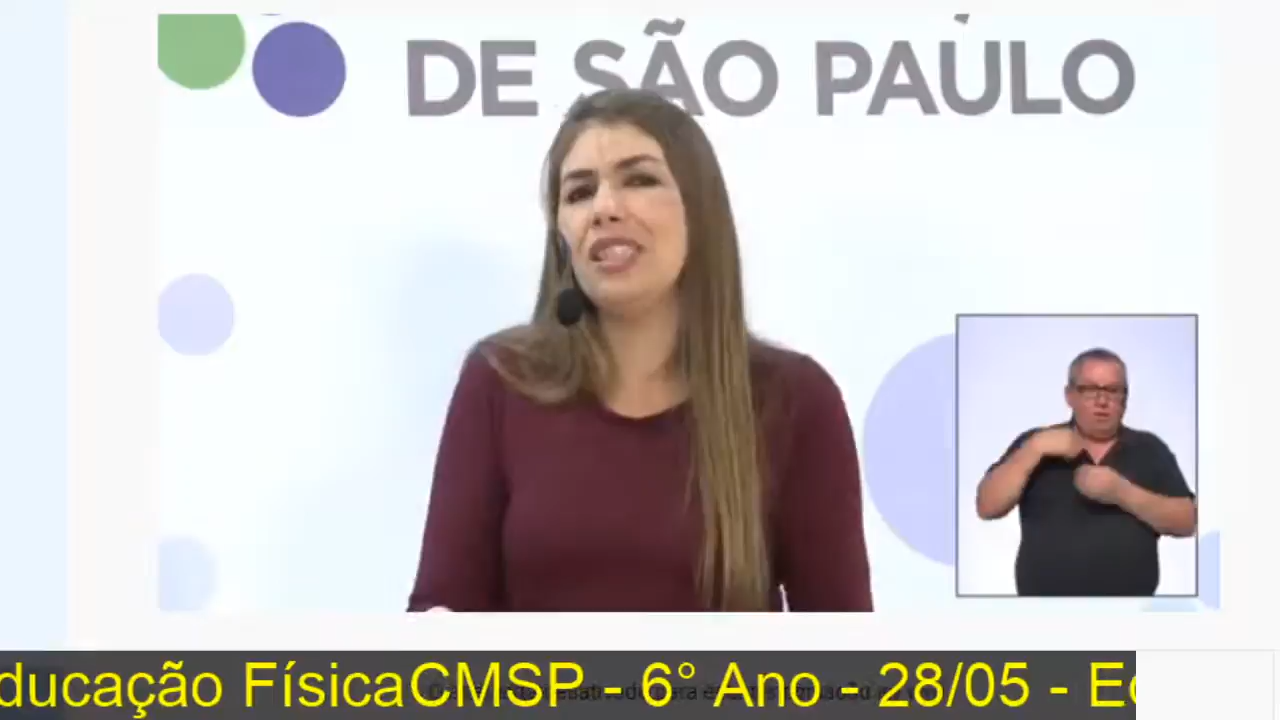 DE SÃO PAULO
ducação FísicaCMSP - 6° Ano - 28/05 - Ed